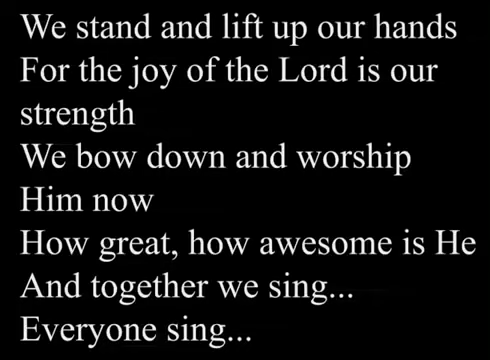 We stand and lift up our hands
For the joy of the Lord is our
strength
We bow down and worship
Him now
How great, how awesome is He
And together we sing...
Everyone sing...